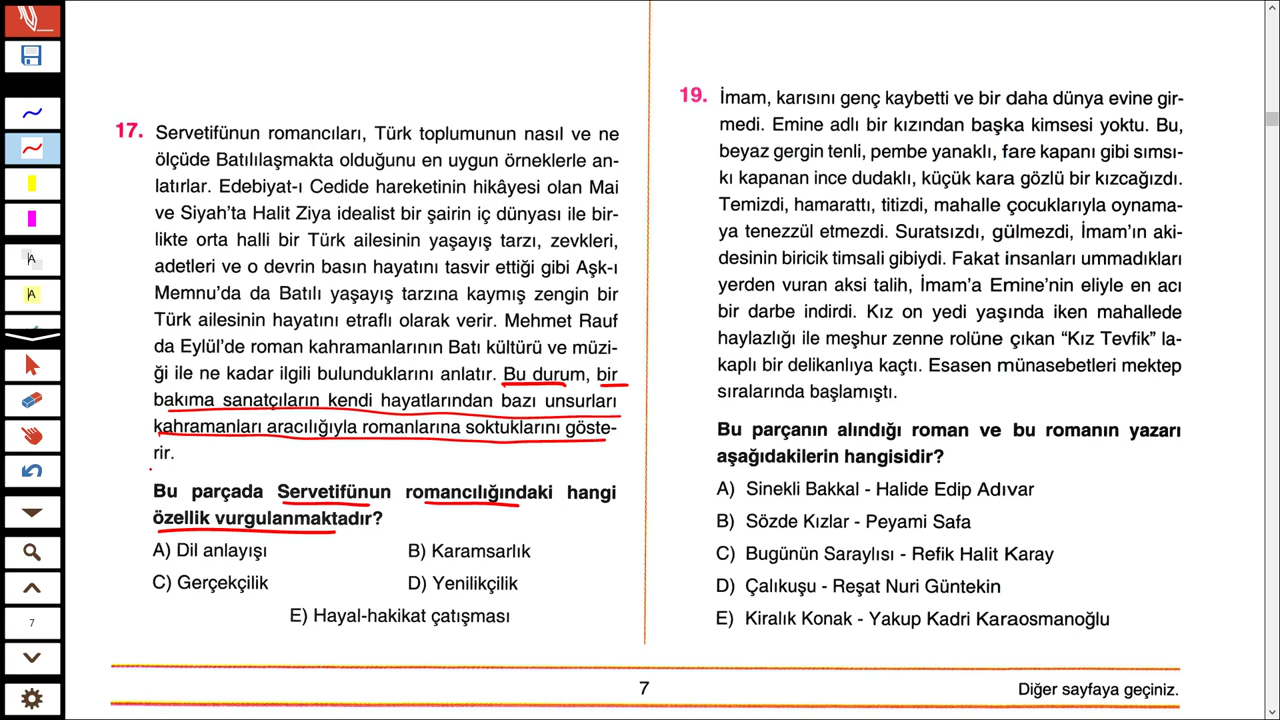 17. Servetifünun romancıları, Türk toplumunun nasıl ve ne
ölçüde Batılılaşmakta olduğunu en uygun örneklerle an-
latırlar. Edebiyat-ı Cedide hareketinin hikâyesi olan Mai
ve Siyah’ta Halit Ziya idealist bir şairin iç dünyası ile bir-
likte orta halli bir Türk ailesinin yaşayış tarzı, zevkleri,
adetleri ve o devrin basın hayatını tasvir ettiği gibi Aşk-ı
Memnu’da da Batılı yaşayış tarzına kaymış zengin bir
Türk ailesinin hayatını etraflı olarak verir. Mehmet Rauf
da Eylül’de roman kahramanlarının Batı kültürü ve müzi-
ği ile ne kadar ilgili bulunduklarını anlatır. Bu durum, bir
bakıma sanatçıların kendi hayatlarından bazı unsurları
kahramanları aracılığıyla romanlarına soktuklarını göste-
rir.
Bu parçada Servetifünun romancılığındaki hangi
özellik vurgulanmaktadır?
A) Dil anlayışı
B) Karamsarlık
C) Gerçekçilik
D) Yenilikçilik
E) Hayal-hakikat çatışması
19. İmam, karısını genç kaybetti ve bir daha dünya evine gir-
medi. Emine adlı bir kızından başka kimsesi yoktu. Bu,
beyaz gergin tenli, pembe yanaklı, fare kapanı gibi sımsı-
kı kapanan ince dudaklı, küçük kara gözlü bir kızcağızdı.
Temizdi, hamarattı, titizdi, mahalle çocuklarıyla oynama-
ya tenezzül etmezdi. Suratsızdı, gülmezdi, İmam’ın aki-
desinin biricik timsali gibiydi. Fakat insanları ummadıkları
yerden vuran aksi talih, İmam’a Emine’nin eliyle en acı
bir darbe indirdi. Kız on yedi yaşında iken mahallede
haylazlığı ile meşhur zenne rolüne çıkan “Kız Tevfik” la-
kaplı bir delikanlıya kaçtı. Esasen münasebetleri mektep
sıralarında başlamıştı.
Bu parçanın alındığı roman ve bu romanın yazarı
aşağıdakilerin hangisidir?
A) Sinekli Bakkal - Halide Edip Adıvar
B) Sözde Kızlar - Peyami Safa
C) Bugünün Saraylısı - Refik Halit Karay
D) Çalıkuşu - Reşat Nuri Güntekin
E) Kiralık Konak - Yakup Kadri Karaosmanoğlu
7
Diğer sayfaya geçiniz.
A
A
7